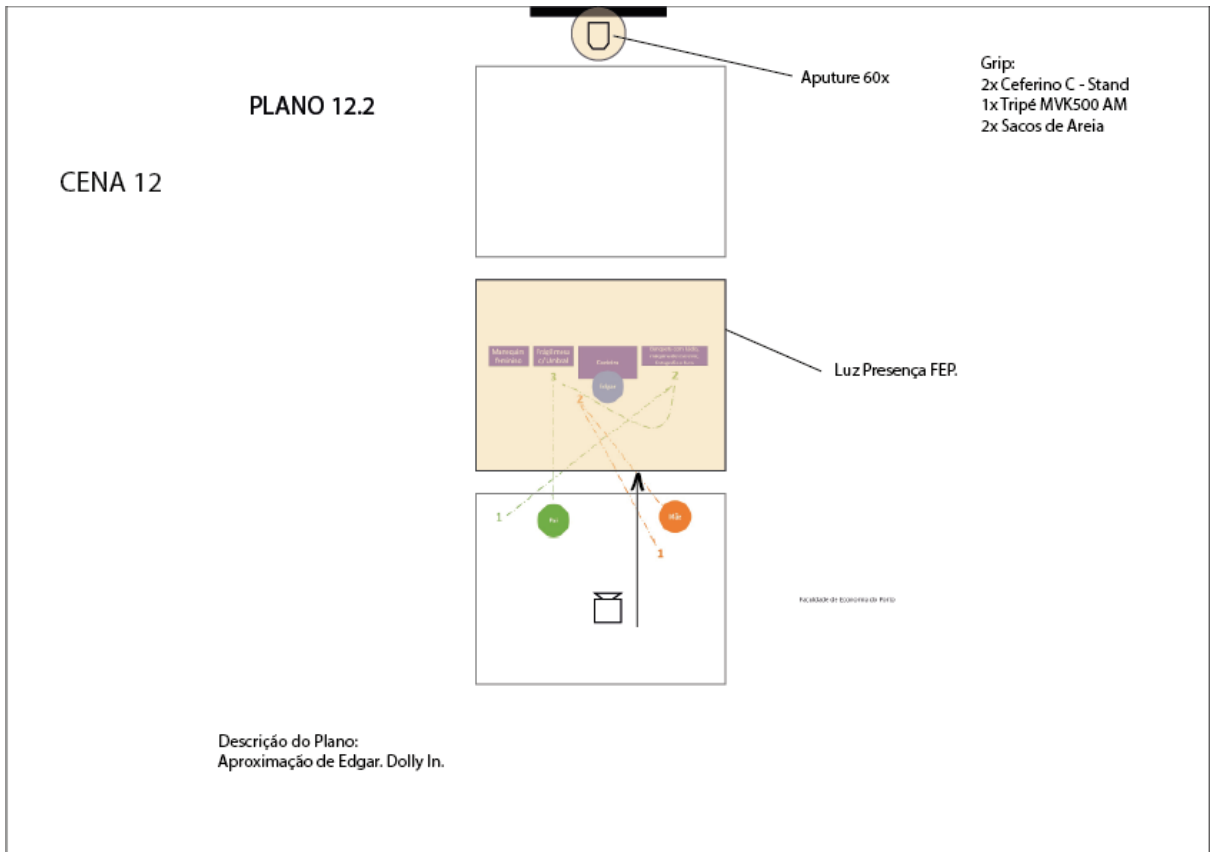 Aputure 60x
Grip:
2x Ceferino C - Stand
1x Tripé MVK500 AM
2x Sacos de Areia
PLANO 12.2
CENA 12
Manequim
feminino
c/ Umbral
Edgar
3
2
2
Luz Presença FEP.
1
Pai
Mãe
1
Faculdade de Economia do Porto
Descrição do Plano:
Aproximação de Edgar. Dolly In.